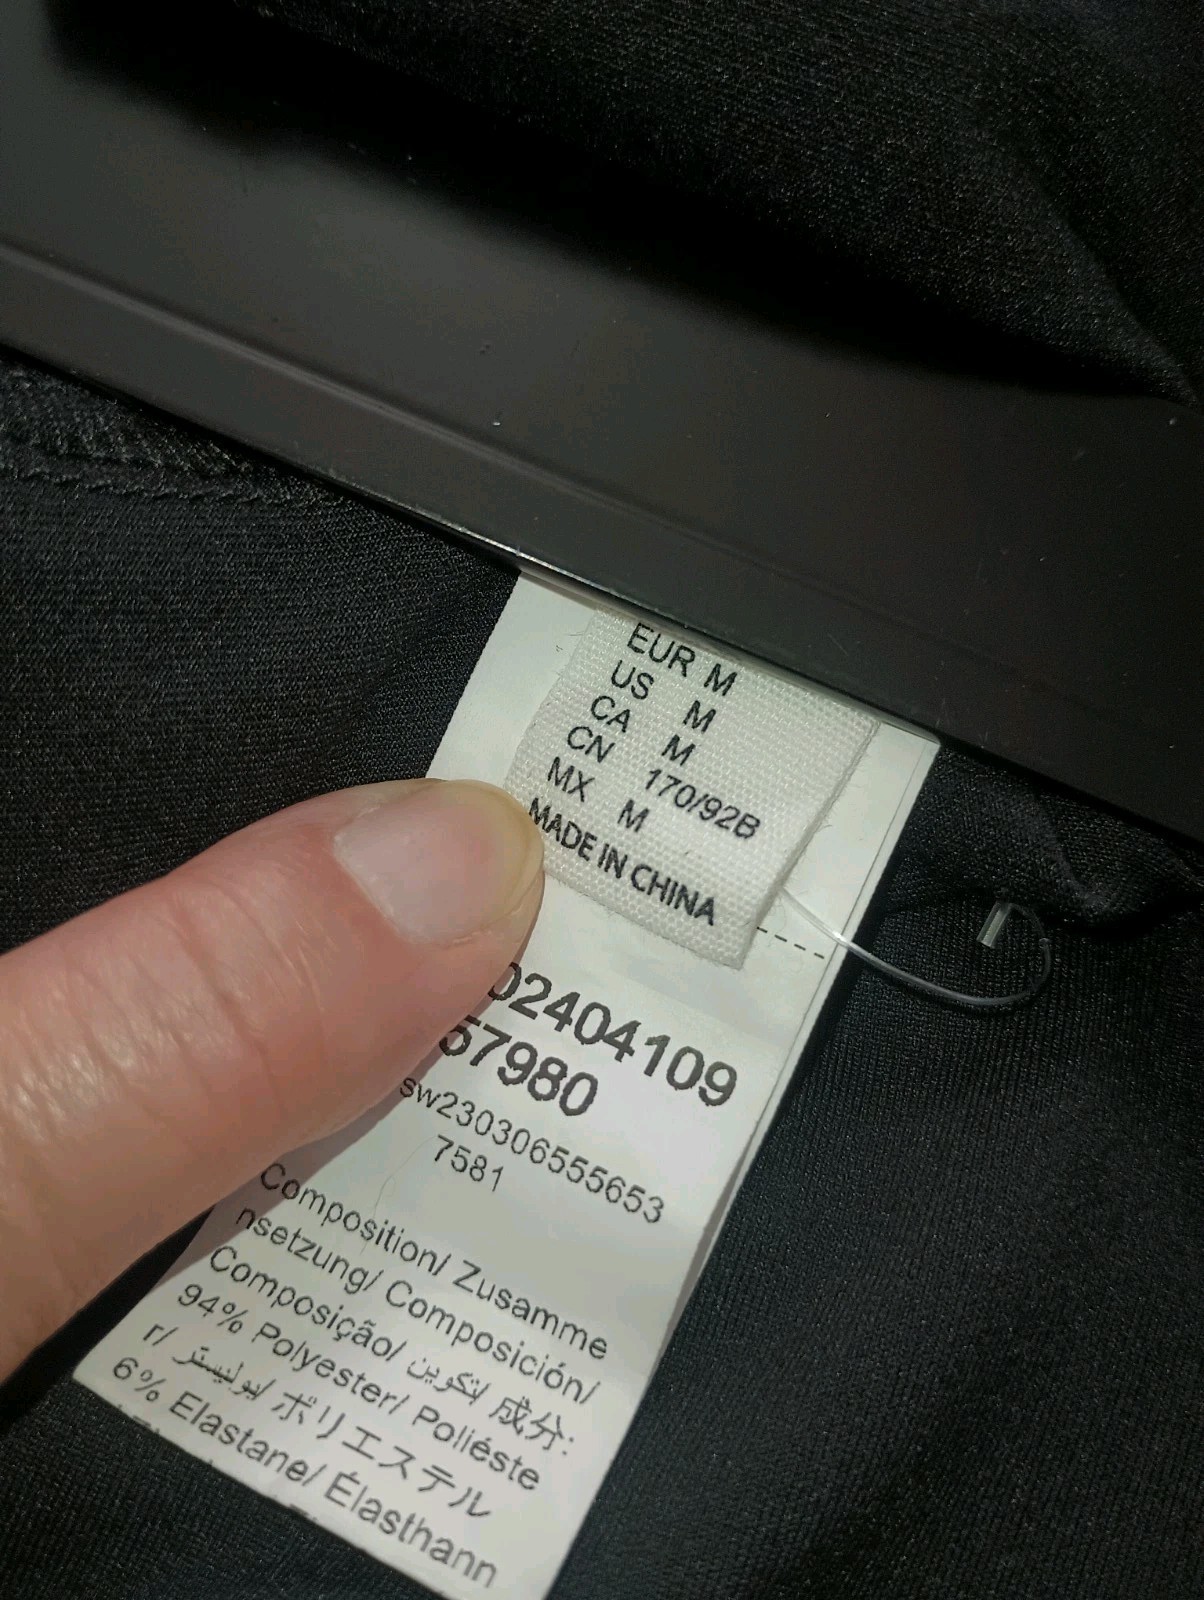 EUR M
US M
CA M
CN 170/92B
MX M
MADE IN CHINA
02404109
57980
sw230306555653
7581
Composition/ Zusamme
nsetzung/ Composición/
Composição/ تكوين/ 成分:
94% Polyester/ Poliéste
r/ بوليستر/ ポリエステル
6% Elastane/ Élasthann